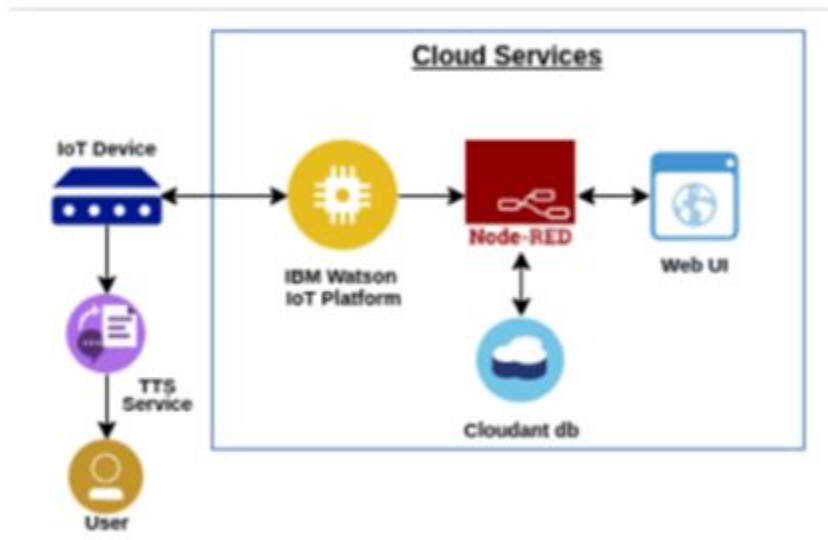 Cloud Services
IoT Device
Node-RED
IBM Watson
IoT Platform
Web UI
TTS
Service
Cloudant db
User